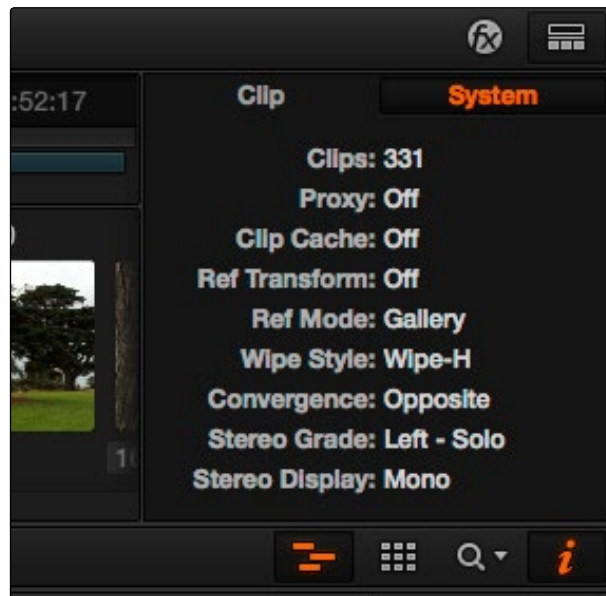 fx
:52:17
Clip System
Clips: 331
Proxy: Off
Clip Cache: Off
Ref Transform: Off
Ref Mode: Gallery
Wipe Style: Wipe-H
Convergence: Opposite
Stereo Grade: Left - Solo
Stereo Display: Mono
i